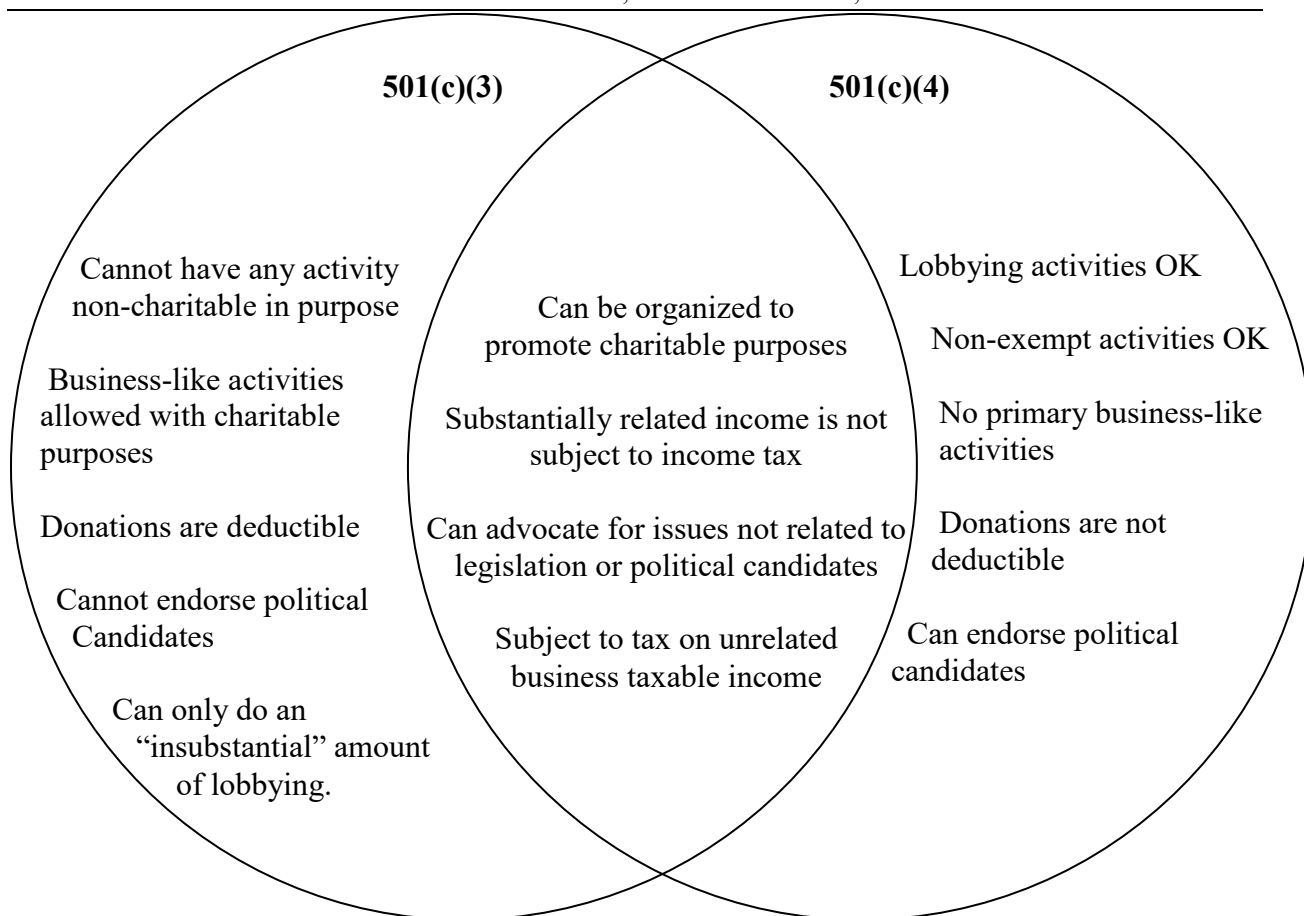 501(c)(3)
Cannot have any activity
non-charitable in purpose
Business-like activities
allowed with charitable
purposes
Donations are deductible
Cannot endorse political
Candidates
Can only do an
“insubstantial” amount
of lobbying.
Can be organized to
promote charitable purposes
Substantially related income is not
subject to income tax
Can advocate for issues not related to
legislation or political candidates
Subject to tax on unrelated
business taxable income
501(c)(4)
Lobbying activities OK
Non-exempt activities OK
No primary business-like
activities
Donations are not
deductible
Can endorse political
candidates